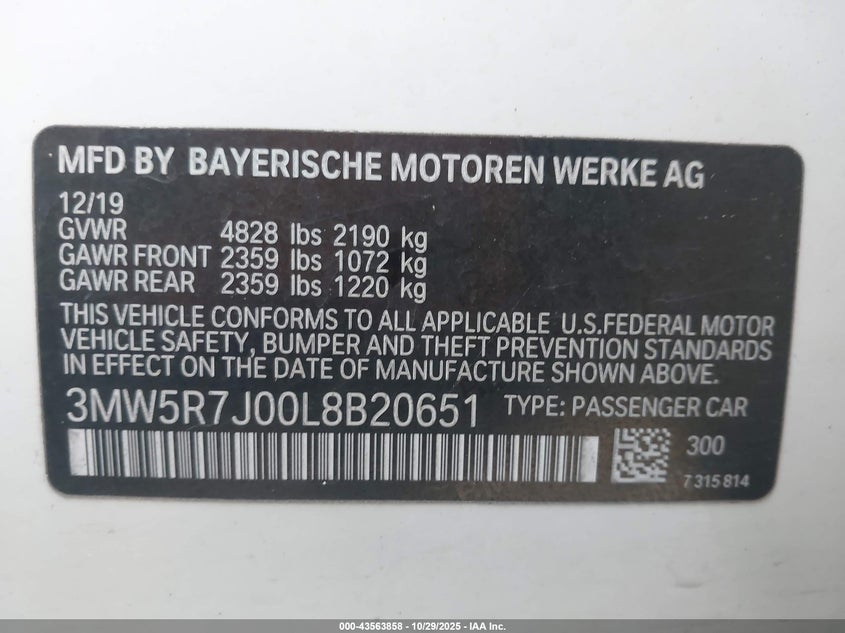 MFD BY BAYERISCHE MOTOREN WERKE AG
12/19
GVWR 4828 lbs 2190 kg
GAWR FRONT 2359 lbs 1072 kg
GAWR REAR 2359 lbs 1220 kg
THIS VEHICLE CONFORMS TO ALL APPLICABLE U.S.FEDERAL MOTOR
VEHICLE SAFETY, BUMPER AND THEFT PREVENTION STANDARDS
IN EFFECT ON THE DATE OF MANUFACTURE SHOWN ABOVE.
3MW5R7J00L8B20651 TYPE: PASSENGER CAR
300
7 315 814
000-43563858 - 10/29/2025 - IAA Inc.